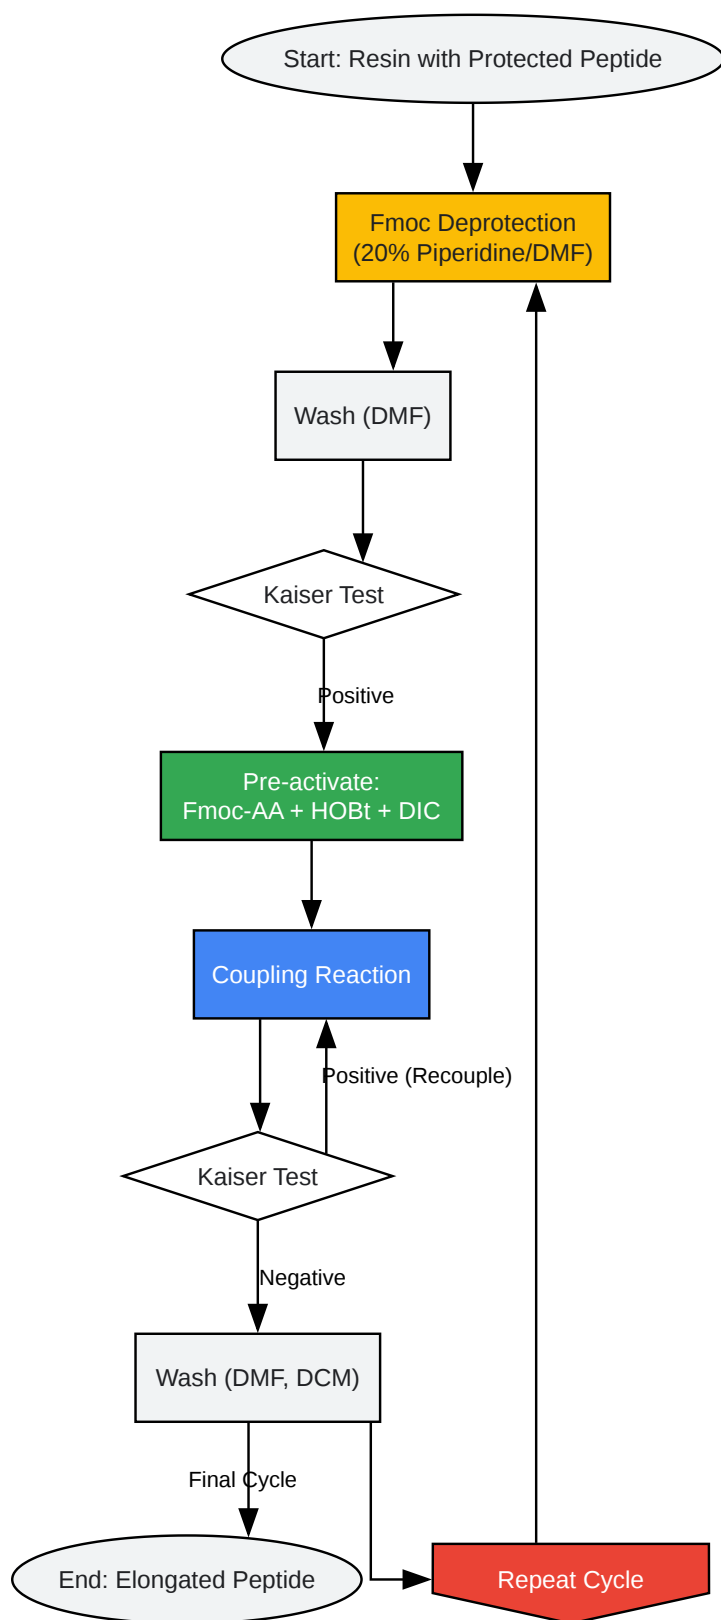 Start: Resin with Protected Peptide
Fmoc Deprotection
(20% Piperidine/DMF)
Wash (DMF)
Kaiser Test
Positive
Pre-activate:
Fmoc-AA + HOBt + DIC
Coupling Reaction
Positive (Recouple)
Kaiser Test
Negative
Wash (DMF, DCM)
Final Cycle
End: Elongated Peptide
Repeat Cycle